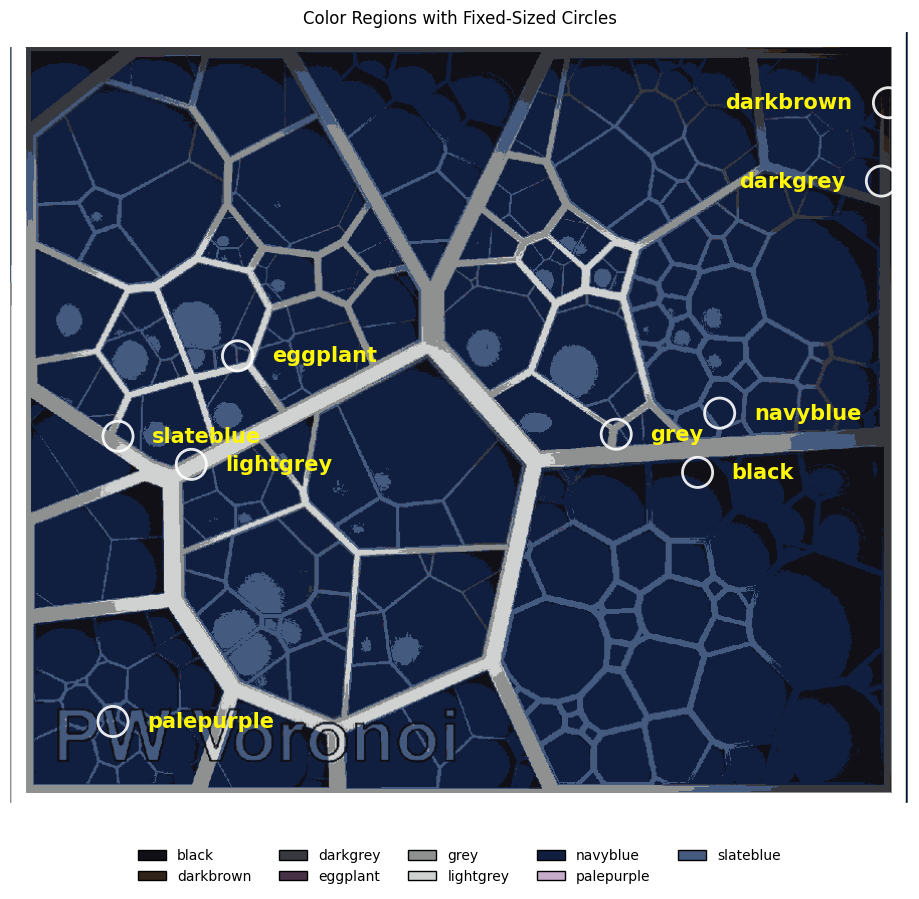 Color Regions with Fixed-Sized Circles
darkbrown
darkgrey
eggplant
navyblue
slateblue
grey
lightgrey
black
palepurple
PW Voronoi
black
darkgrey
grey
navyblue
slateblue
darkbrown
eggplant
lightgrey
palepurple